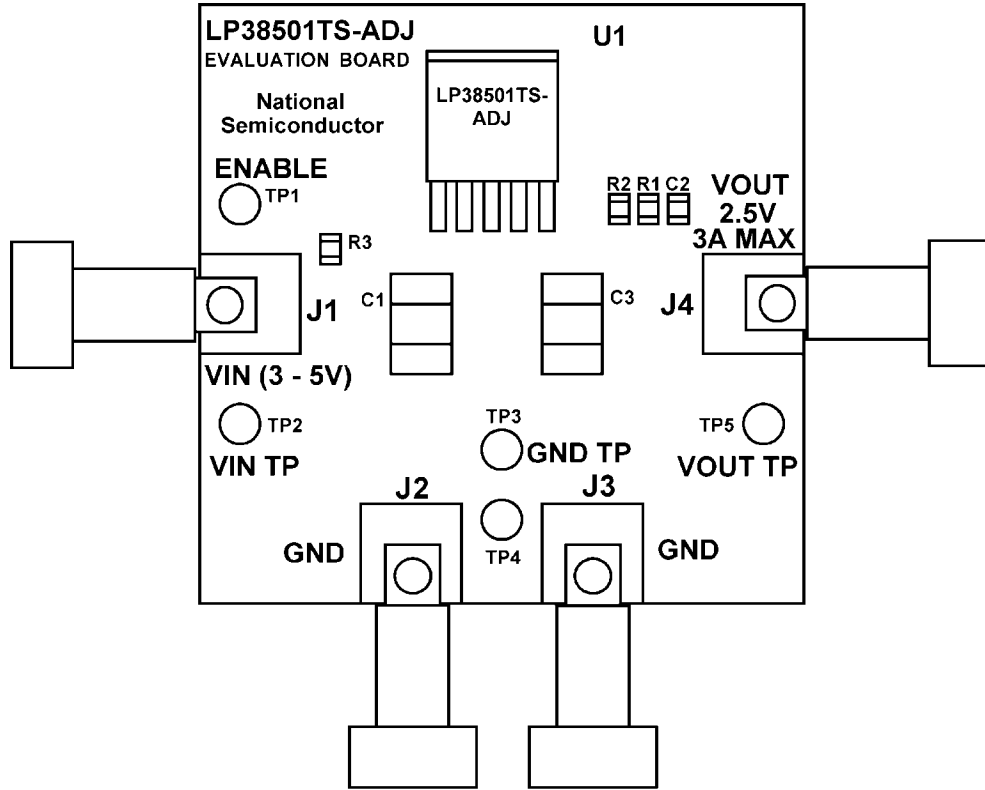 LP38501TS-ADJ
EVALUATION BOARD
National
Semiconductor
U1
LP38501TS-
ADJ
ENABLE
TP1
R3
R2 R1 C2
VOUT
2.5V
3A MAX
J1
C1
C3
J4
VIN (3 - 5V)
TP2
VIN TP
TP3
GND TP
TP5
VOUT TP
J2
J3
GND
TP4
GND